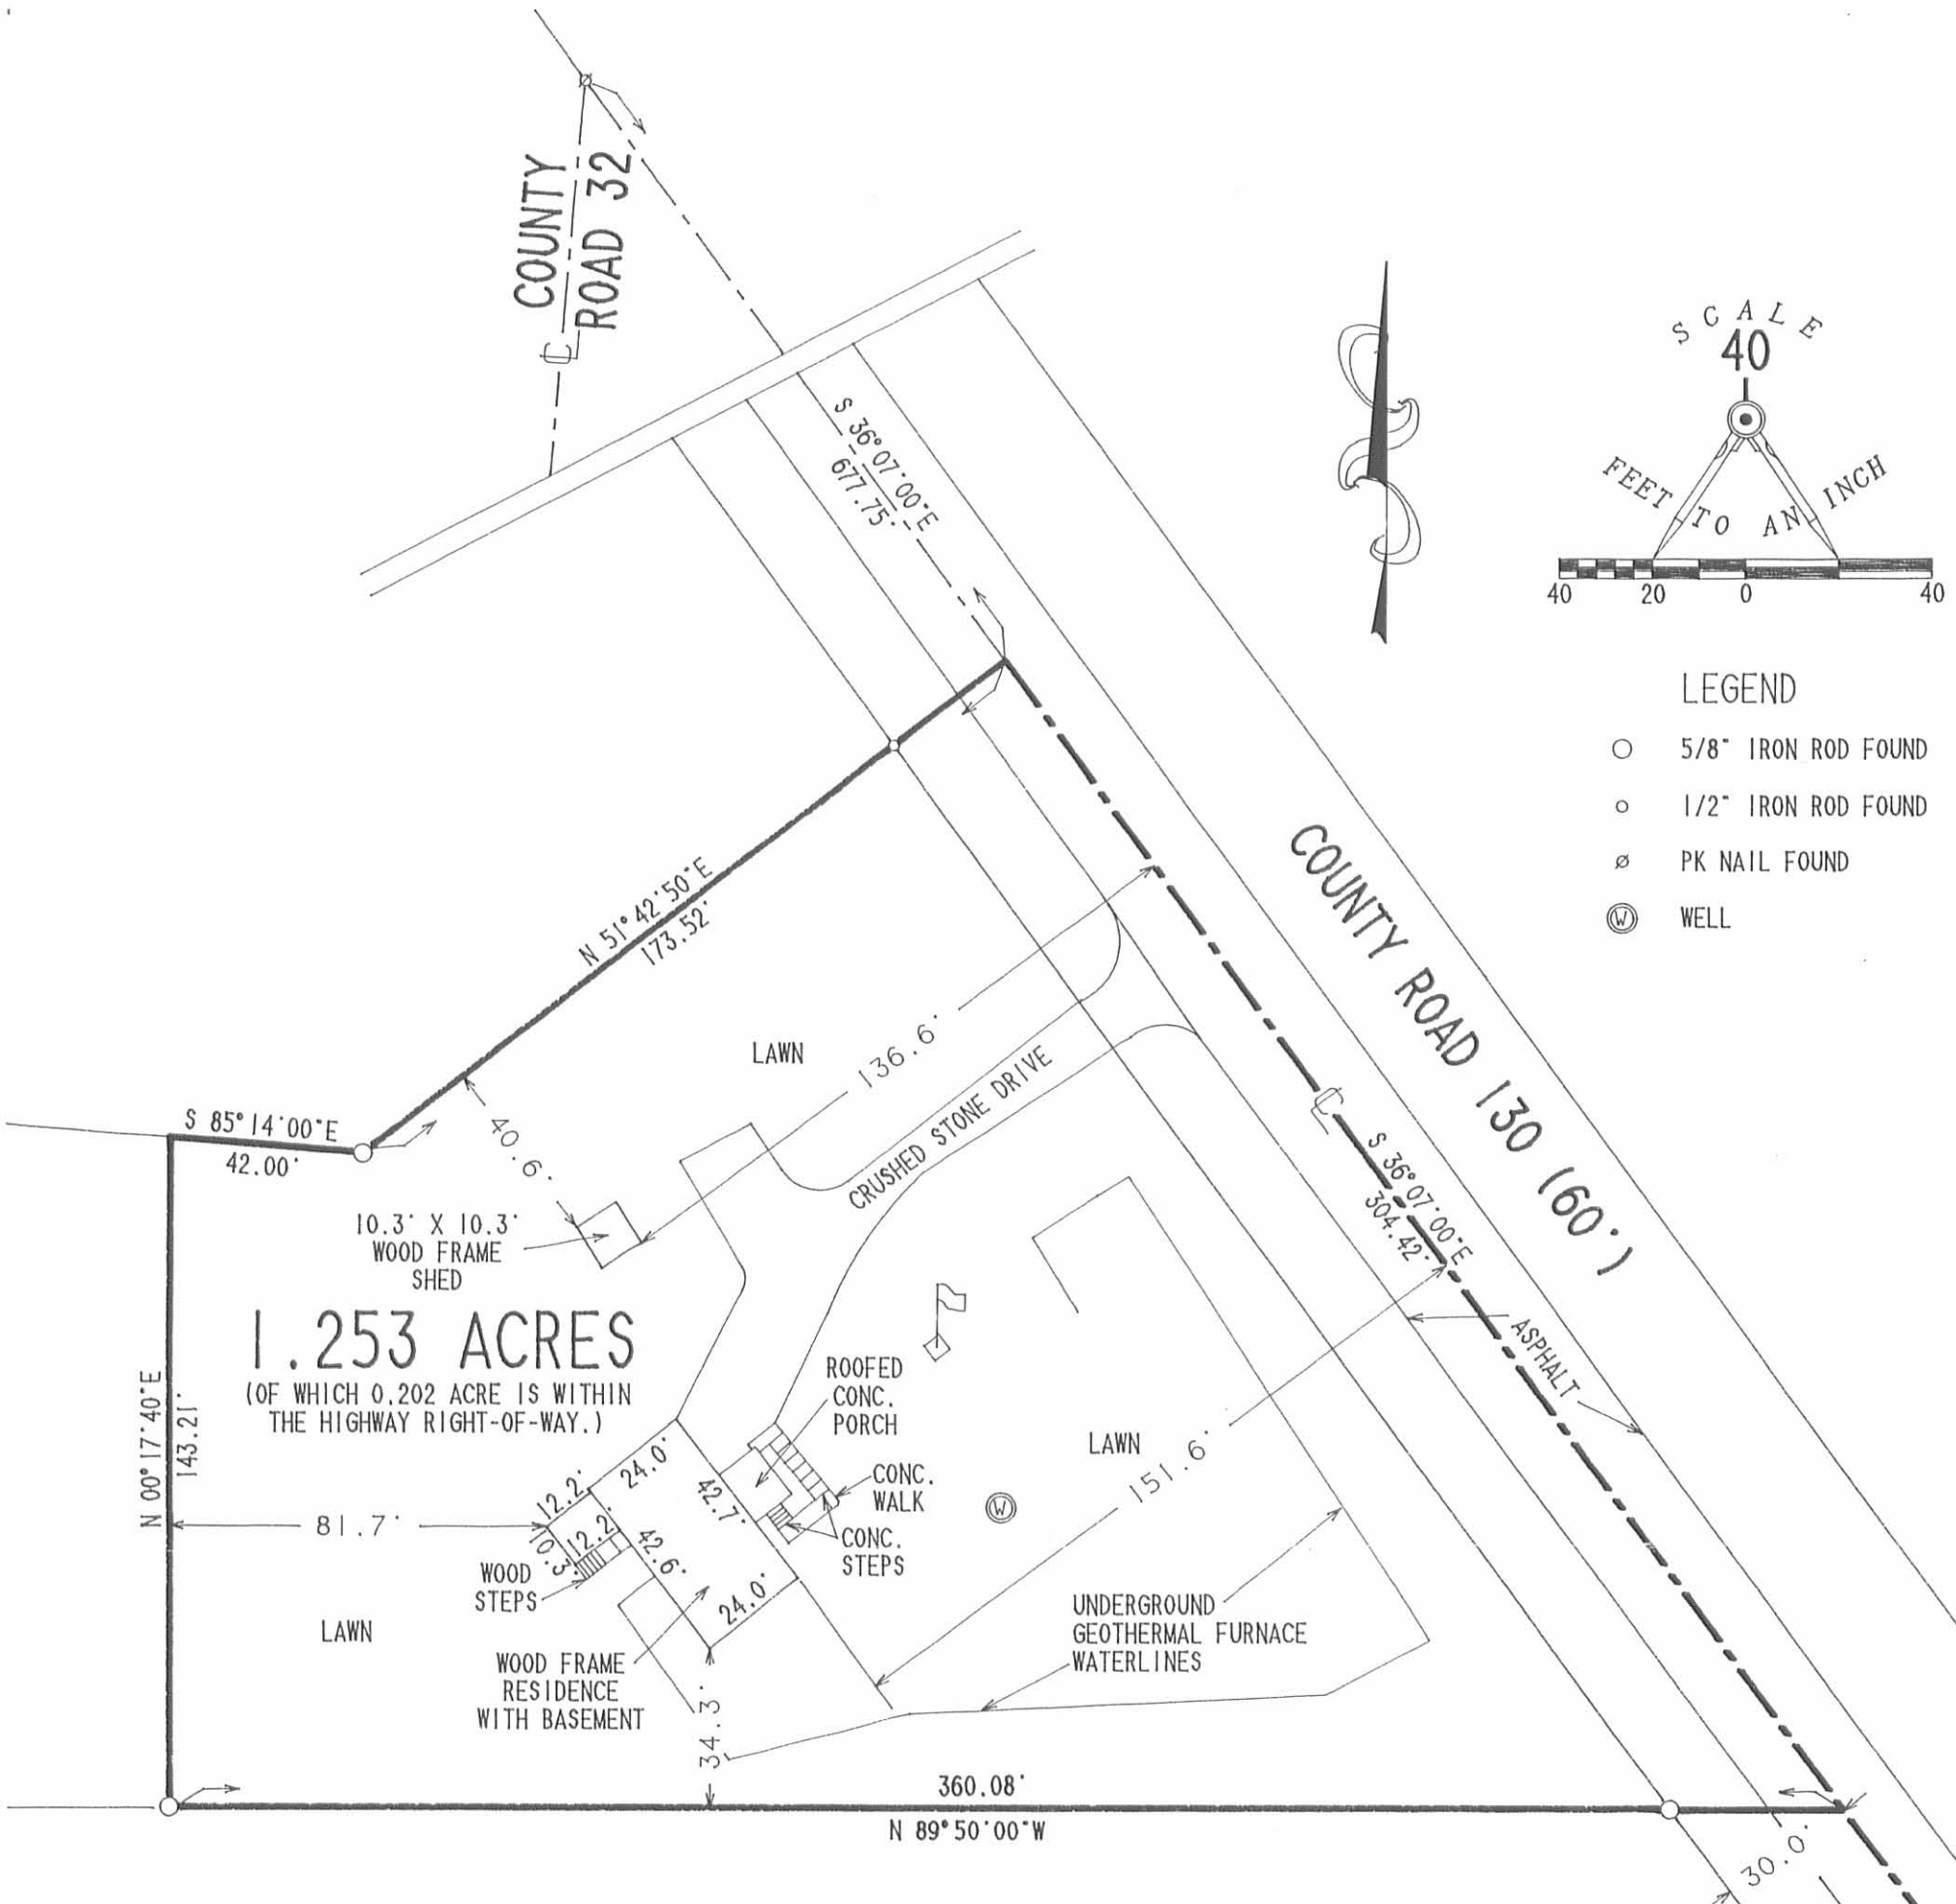 COUNTY
ROAD 32
℄
S 36°07'00"E
677.75'
SCALE
40
FEET TO AN INCH
40 20 0 40
LEGEND
5/8" IRON ROD FOUND
1/2" IRON ROD FOUND
PK NAIL FOUND
W WELL
N 51°42'50"E
173.52'
COUNTY ROAD 130 (60')
LAWN
136.6'
CRUSHED STONE DRIVE
℄
S 36°07'00"E
304.42'
S 85°14'00"E
42.00'
40.6'
10.3' X 10.3'
WOOD FRAME
SHED
1.253 ACRES
(OF WHICH 0.202 ACRE IS WITHIN
THE HIGHWAY RIGHT-OF-WAY.)
N 00°17'40"E
143.21'
ASPHALT
ROOFED
CONC.
PORCH
LAWN
151.6'
24.0'
12.2'
42.7'
CONC.
WALK
W
81.7'
12.2'
10.3'
42.6'
CONC.
STEPS
WOOD
STEPS
24.0'
LAWN
UNDERGROUND
GEOTHERMAL FURNACE
WATERLINES
WOOD FRAME
RESIDENCE
WITH BASEMENT
34.3'
360.08'
N 89°50'00"W
30.0'